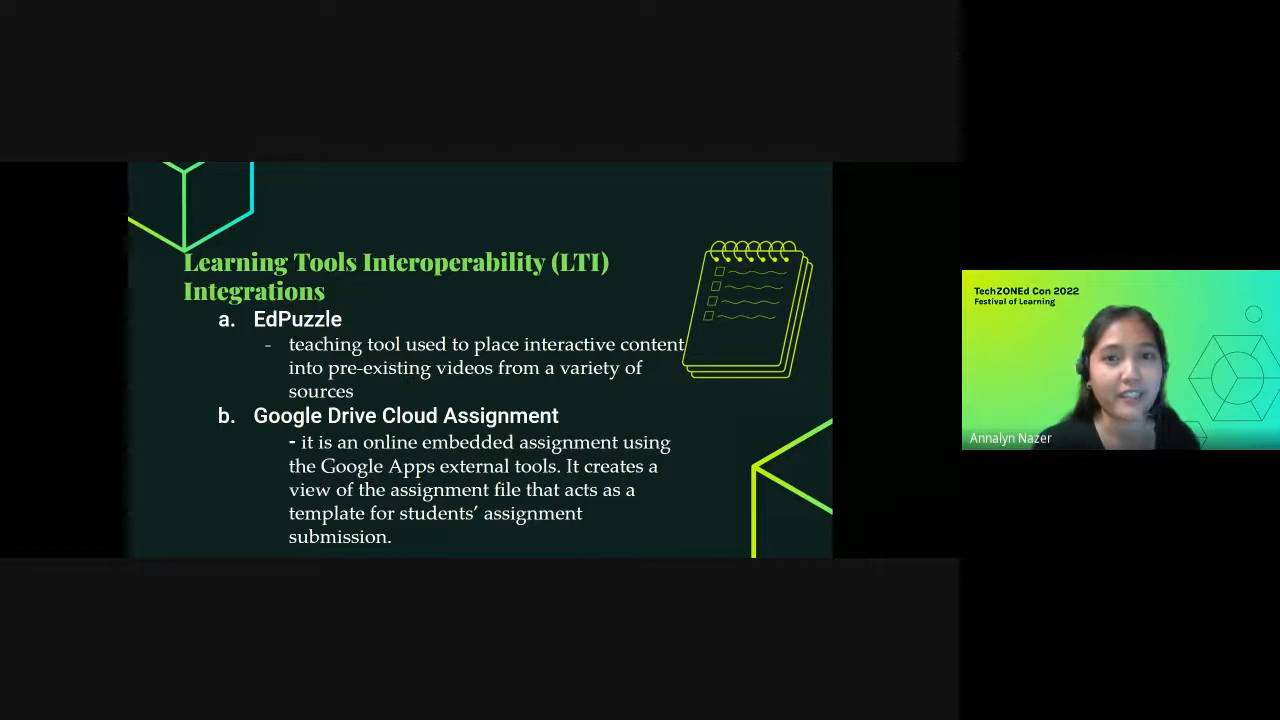 Learning Tools Interoperability (LTI)
Integrations
a. EdPuzzle
- teaching tool used to place interactive content
into pre-existing videos from a variety of
sources
b. Google Drive Cloud Assignment
- it is an online embedded assignment using
the Google Apps external tools. It creates a
view of the assignment file that acts as a
template for students’ assignment
submission.
TechZONEd Con 2022
Festival of Learning
Annalyn Nazer